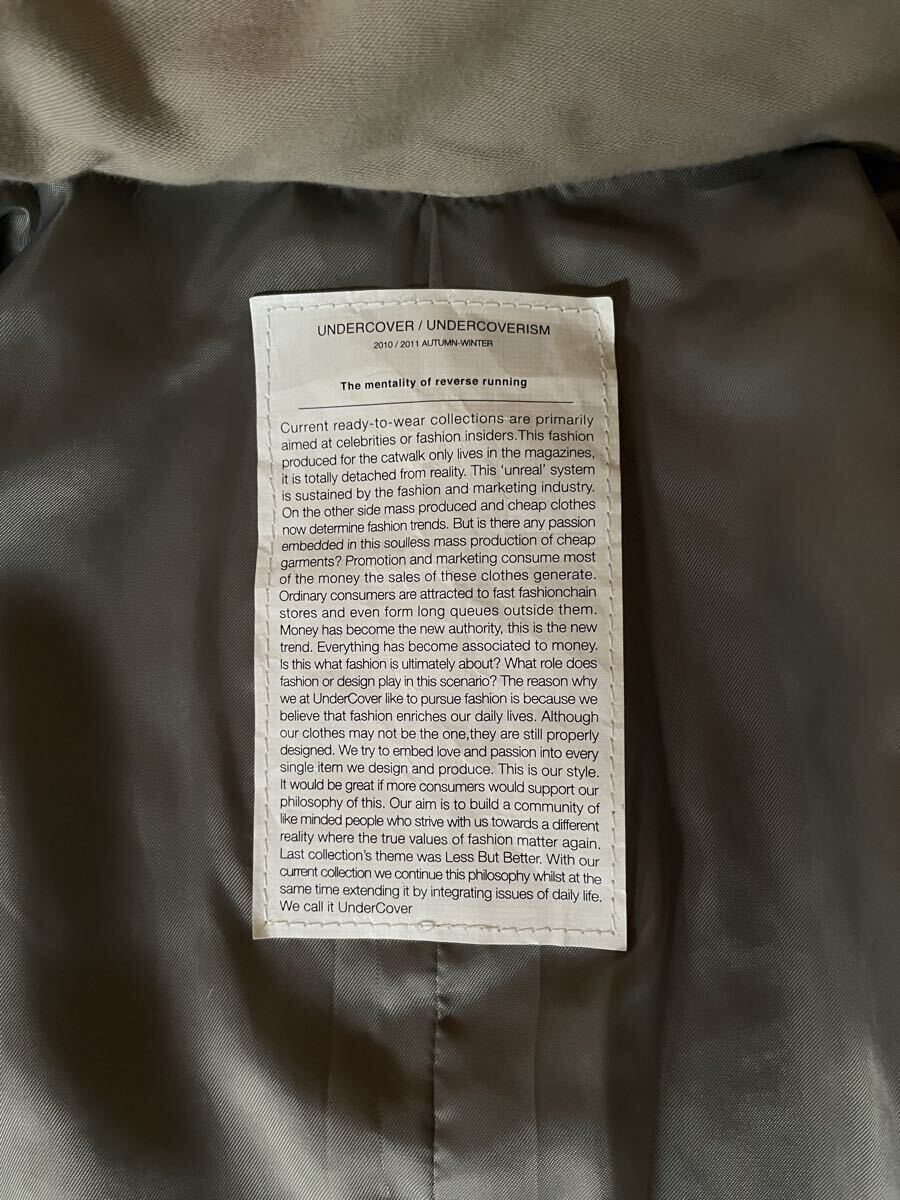 UNDERCOVER / UNDERCOVERISM
2010 / 2011 AUTUMN-WINTER
The mentality of reverse running
Current ready-to-wear collections are primarily
aimed at celebrities or fashion insiders.This fashion
produced for the catwalk only lives in the magazines,
it is totally detached from reality. This ‘unreal’ system
is sustained by the fashion and marketing industry.
On the other side mass produced and cheap clothes
now determine fashion trends. But is there any passion
embedded in this soulless mass production of cheap
garments? Promotion and marketing consume most
of the money the sales of these clothes generate.
Ordinary consumers are attracted to fast fashionchain
stores and even form long queues outside them.
Money has become the new authority, this is the new
trend. Everything has become associated to money.
Is this what fashion is ultimately about? What role does
fashion or design play in this scenario? The reason why
we at UnderCover like to pursue fashion is because we
believe that fashion enriches our daily lives. Although
our clothes may not be the one,they are still properly
designed. We try to embed love and passion into every
single item we design and produce. This is our style.
It would be great if more consumers would support our
philosophy of this. Our aim is to build a community of
like minded people who strive with us towards a different
reality where the true values of fashion matter again.
Last collection’s theme was Less But Better. With our
current collection we continue this philosophy whilst at the
same time extending it by integrating issues of daily life.
We call it UnderCover